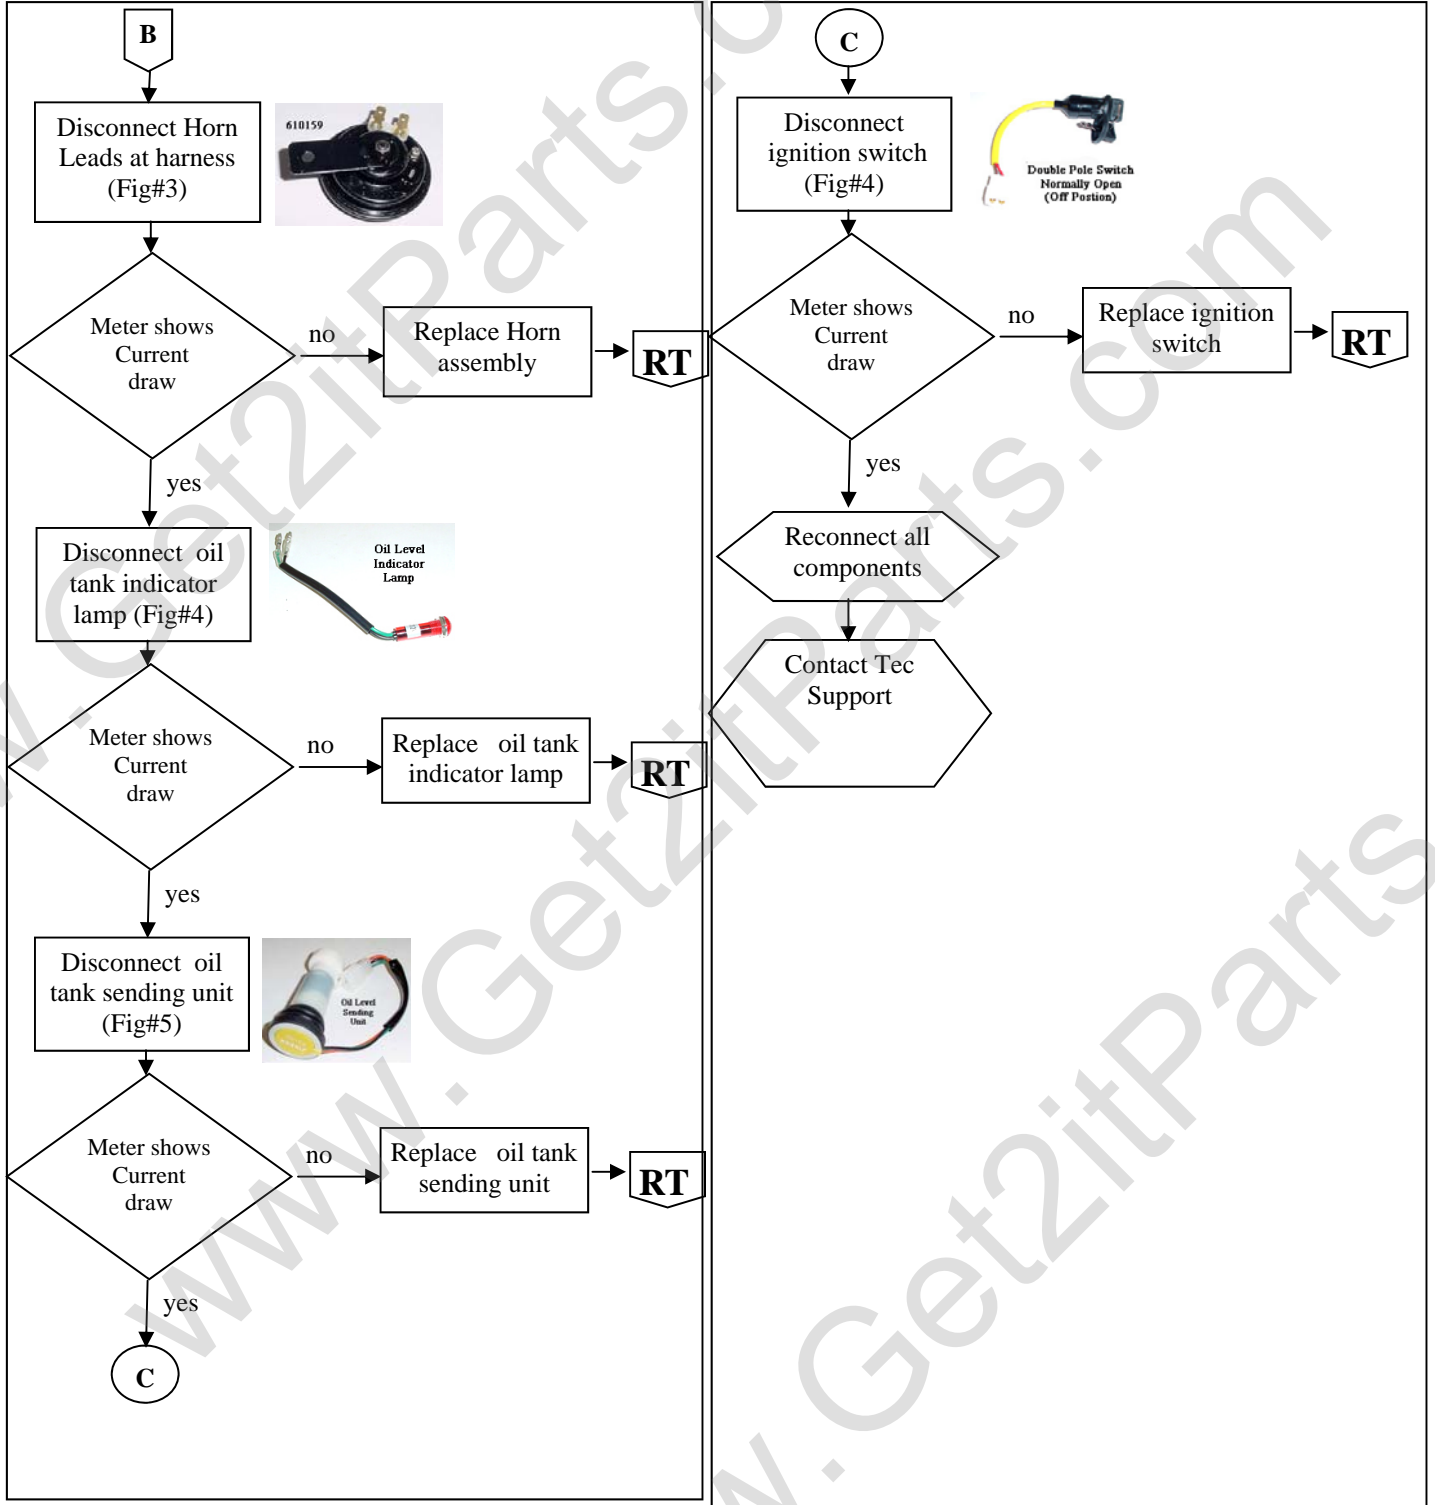 B
Disconnect Horn
Leads at harness
(Fig#3)
610159
Meter shows
Current
draw
no
Replace Horn
assembly
RT
yes
Disconnect oil
tank indicator
lamp (Fig#4)
Oil Level
Indicator
Lamp
Meter shows
Current
draw
no
Replace oil tank
indicator lamp
RT
yes
Disconnect oil
tank sending unit
(Fig#5)
Oil Level
Sending
Unit
Meter shows
Current
draw
no
Replace oil tank
sending unit
RT
yes
C
C
Disconnect
ignition switch
(Fig#4)
Double Pole Switch
Normally Open
(Off Postion)
Meter shows
Current
draw
no
Replace ignition
switch
RT
yes
Reconnect all
components
Contact Tec
Support
www.Get2itParts.com
www.Get2itParts.com
www.Get2itParts